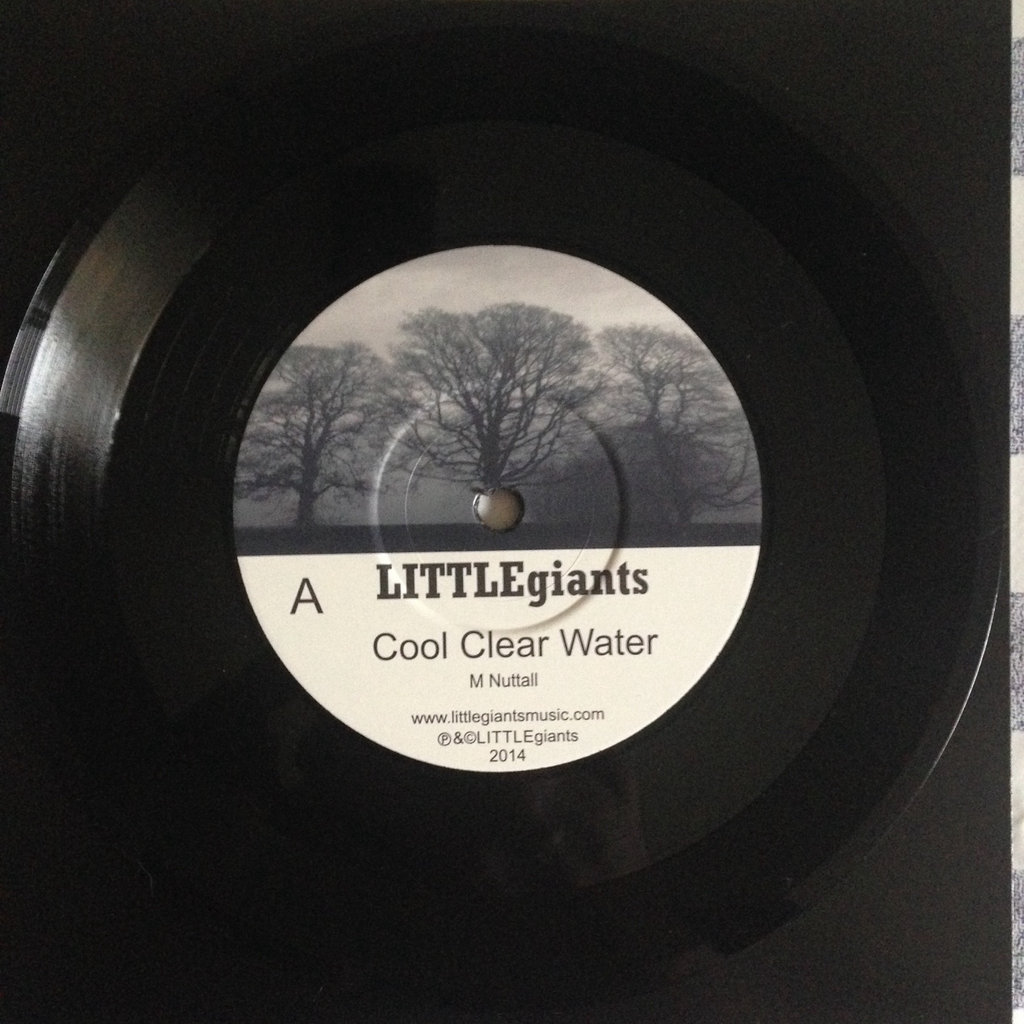 A
LITTLEgiants
Cool Clear Water
M Nuttall
www.littlegiantsmusic.com
℗&©LITTLEgiants
2014